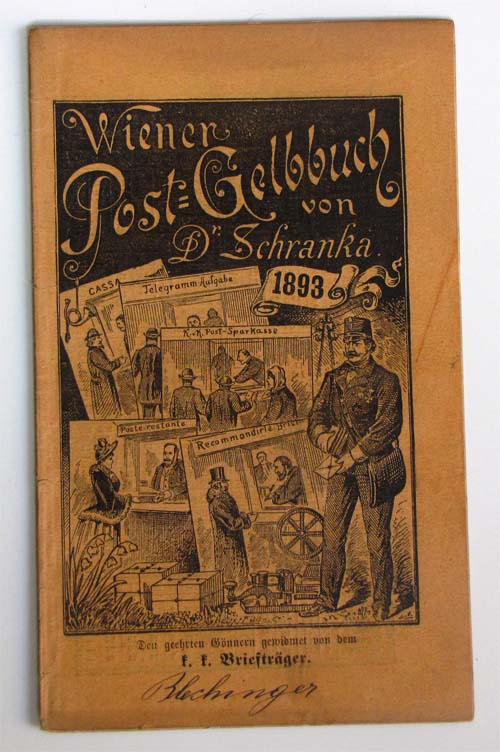 Wiener
Post=Gelbbuch
von
Dr. Schranka.
1893
CASSA
Telegramm-Aufgabe
K.k. Post-Sparkasse
Poste-restante
Recommandirte Briefe
Den geehrten Gönnern gewidmet von dem
k. k. Briefträger.
Blechinger